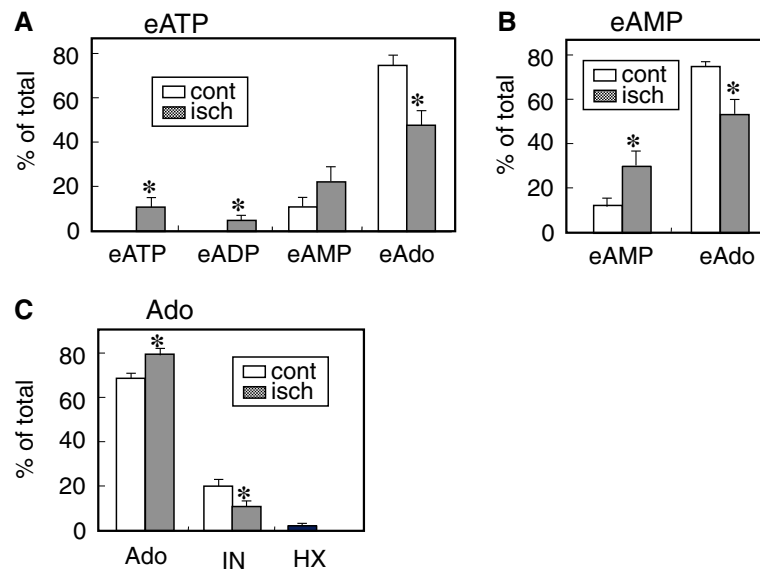 A
eATP
% of total
80
60
40
20
0
cont
isch
*
*
*
eATP eADP eAMP eAdo
B
eAMP
% of total
80
60
40
20
0
cont
isch
*
*
eAMP eAdo
C
Ado
% of total
80
60
40
20
0
cont
isch
*
*
Ado IN HX